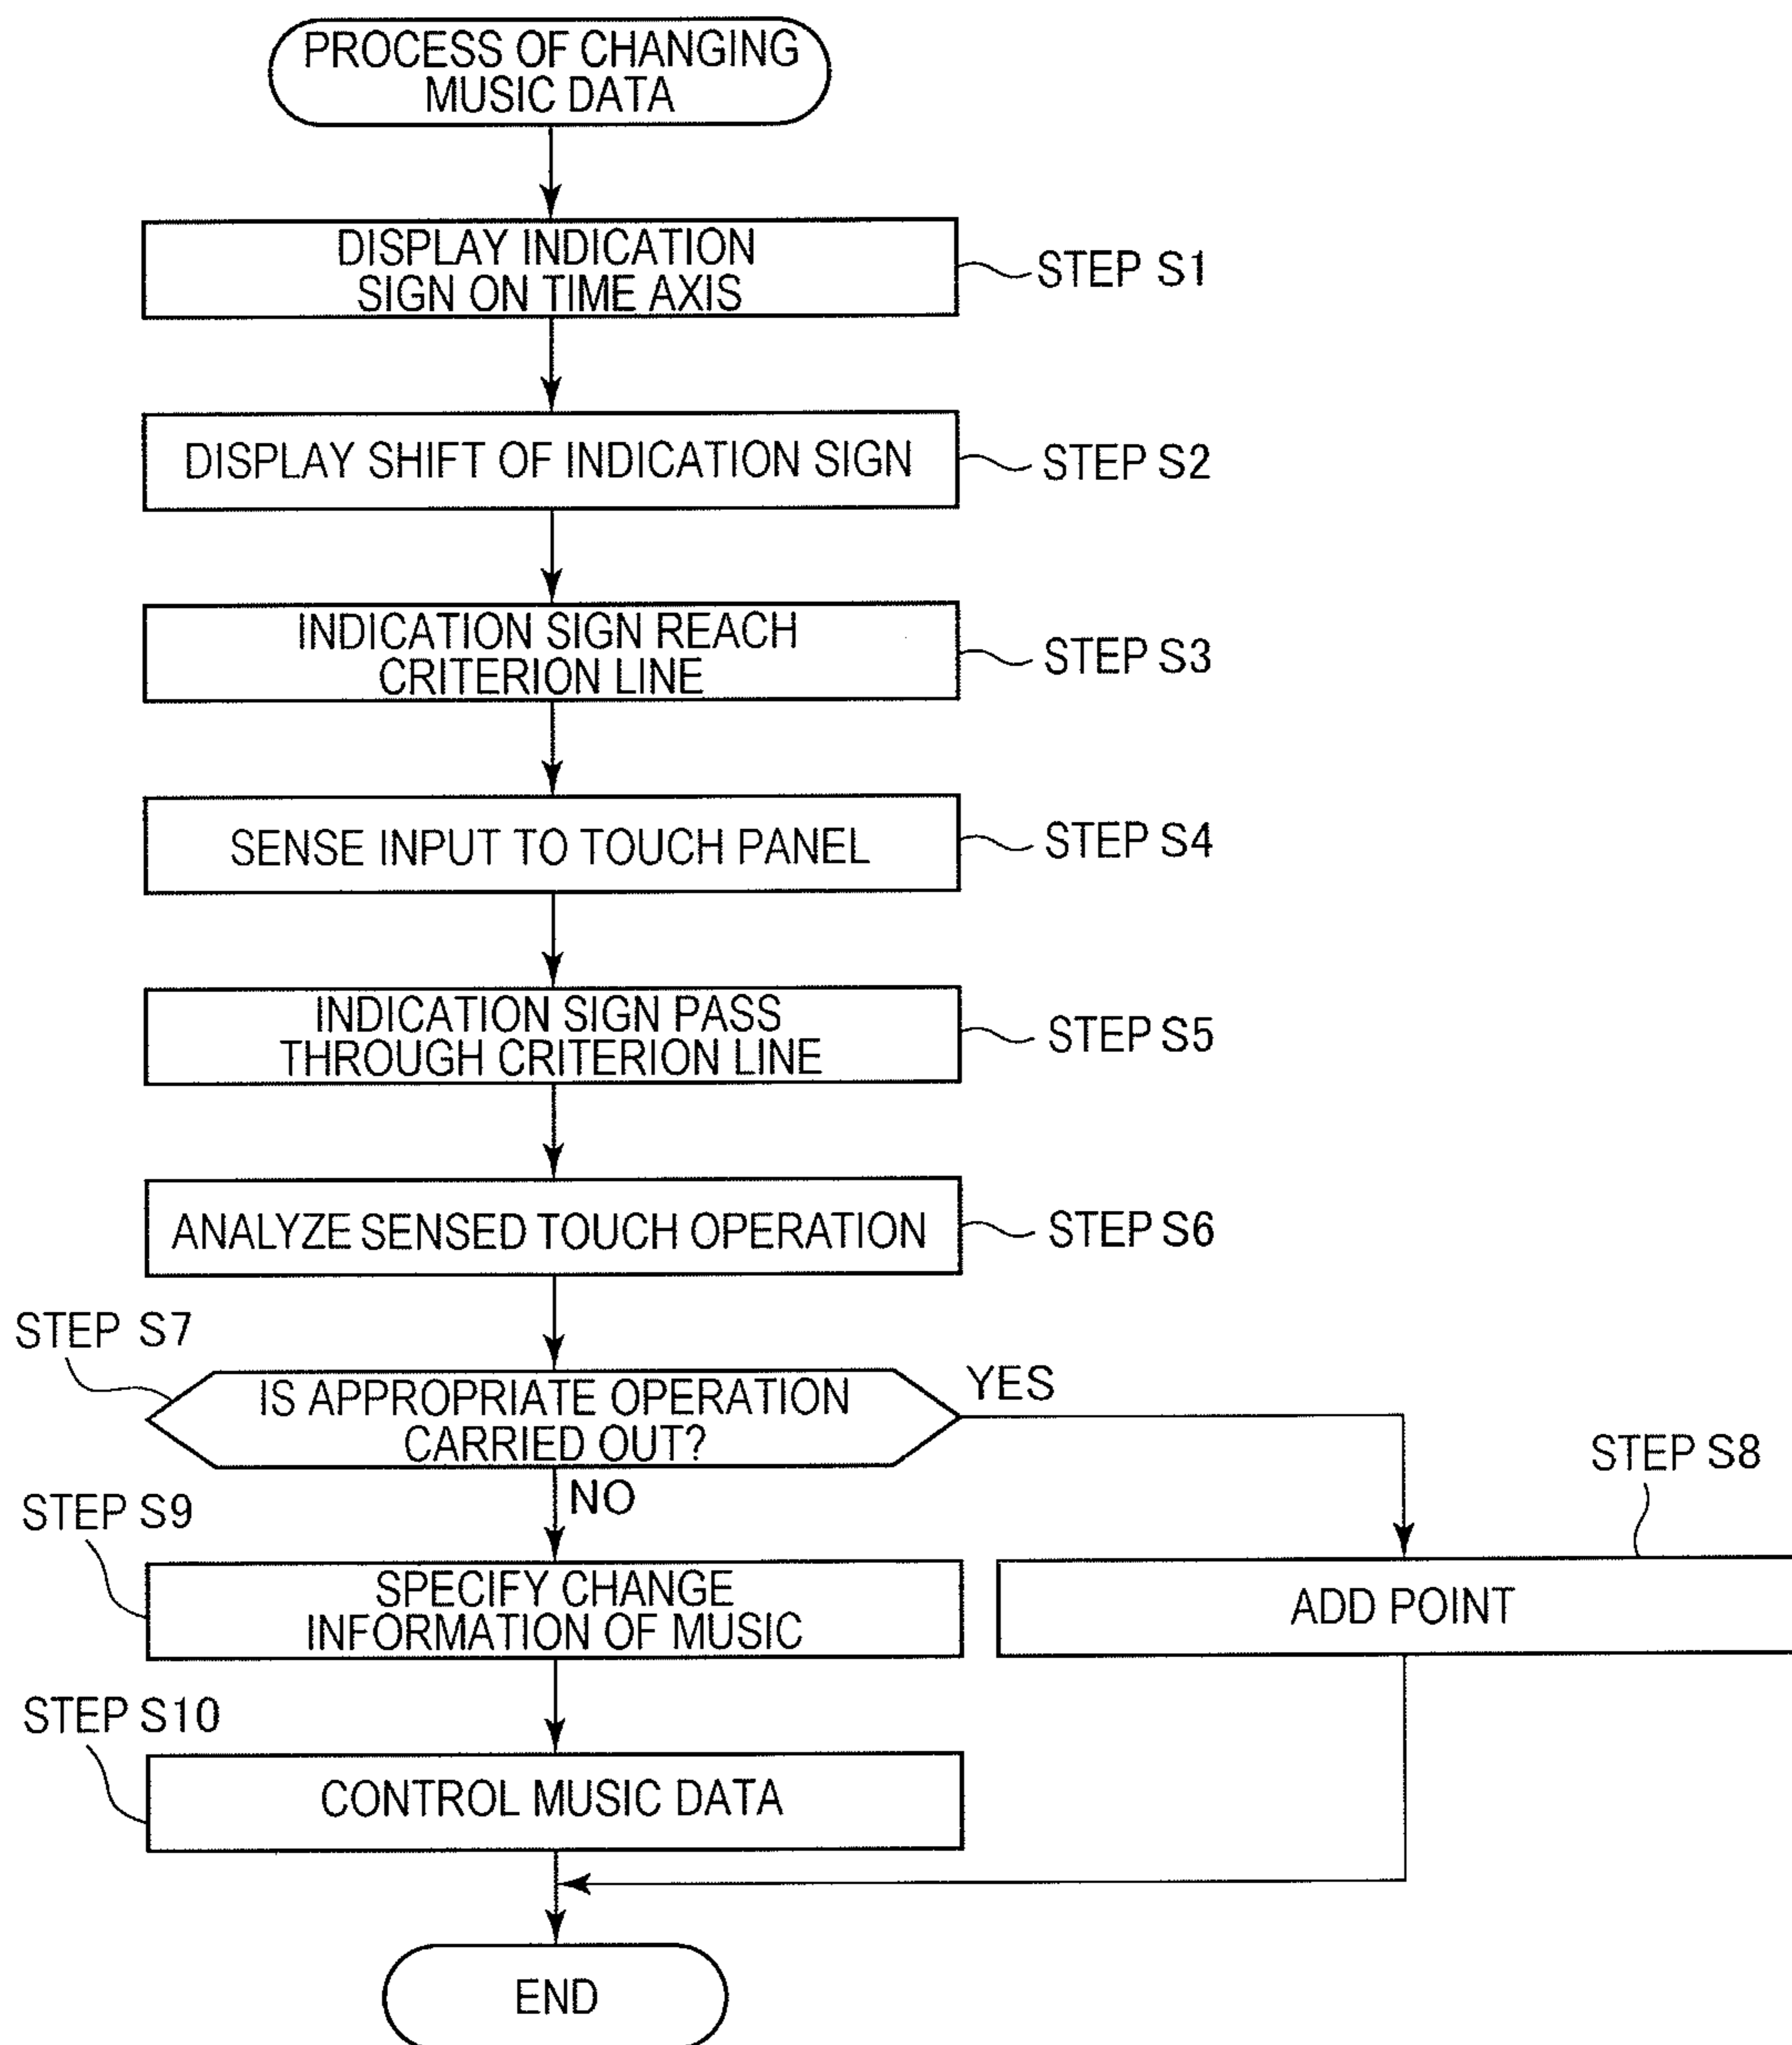 PROCESS OF CHANGING
MUSIC DATA
DISPLAY INDICATION
SIGN ON TIME AXIS
STEP S1
DISPLAY SHIFT OF INDICATION SIGN
STEP S2
INDICATION SIGN REACH
CRITERION LINE
STEP S3
SENSE INPUT TO TOUCH PANEL
STEP S4
INDICATION SIGN PASS
THROUGH CRITERION LINE
STEP S5
ANALYZE SENSED TOUCH OPERATION
STEP S6
STEP S7
IS APPROPRIATE OPERATION
CARRIED OUT?
YES
NO
STEP S8
ADD POINT
STEP S9
SPECIFY CHANGE
INFORMATION OF MUSIC
STEP S10
CONTROL MUSIC DATA
END